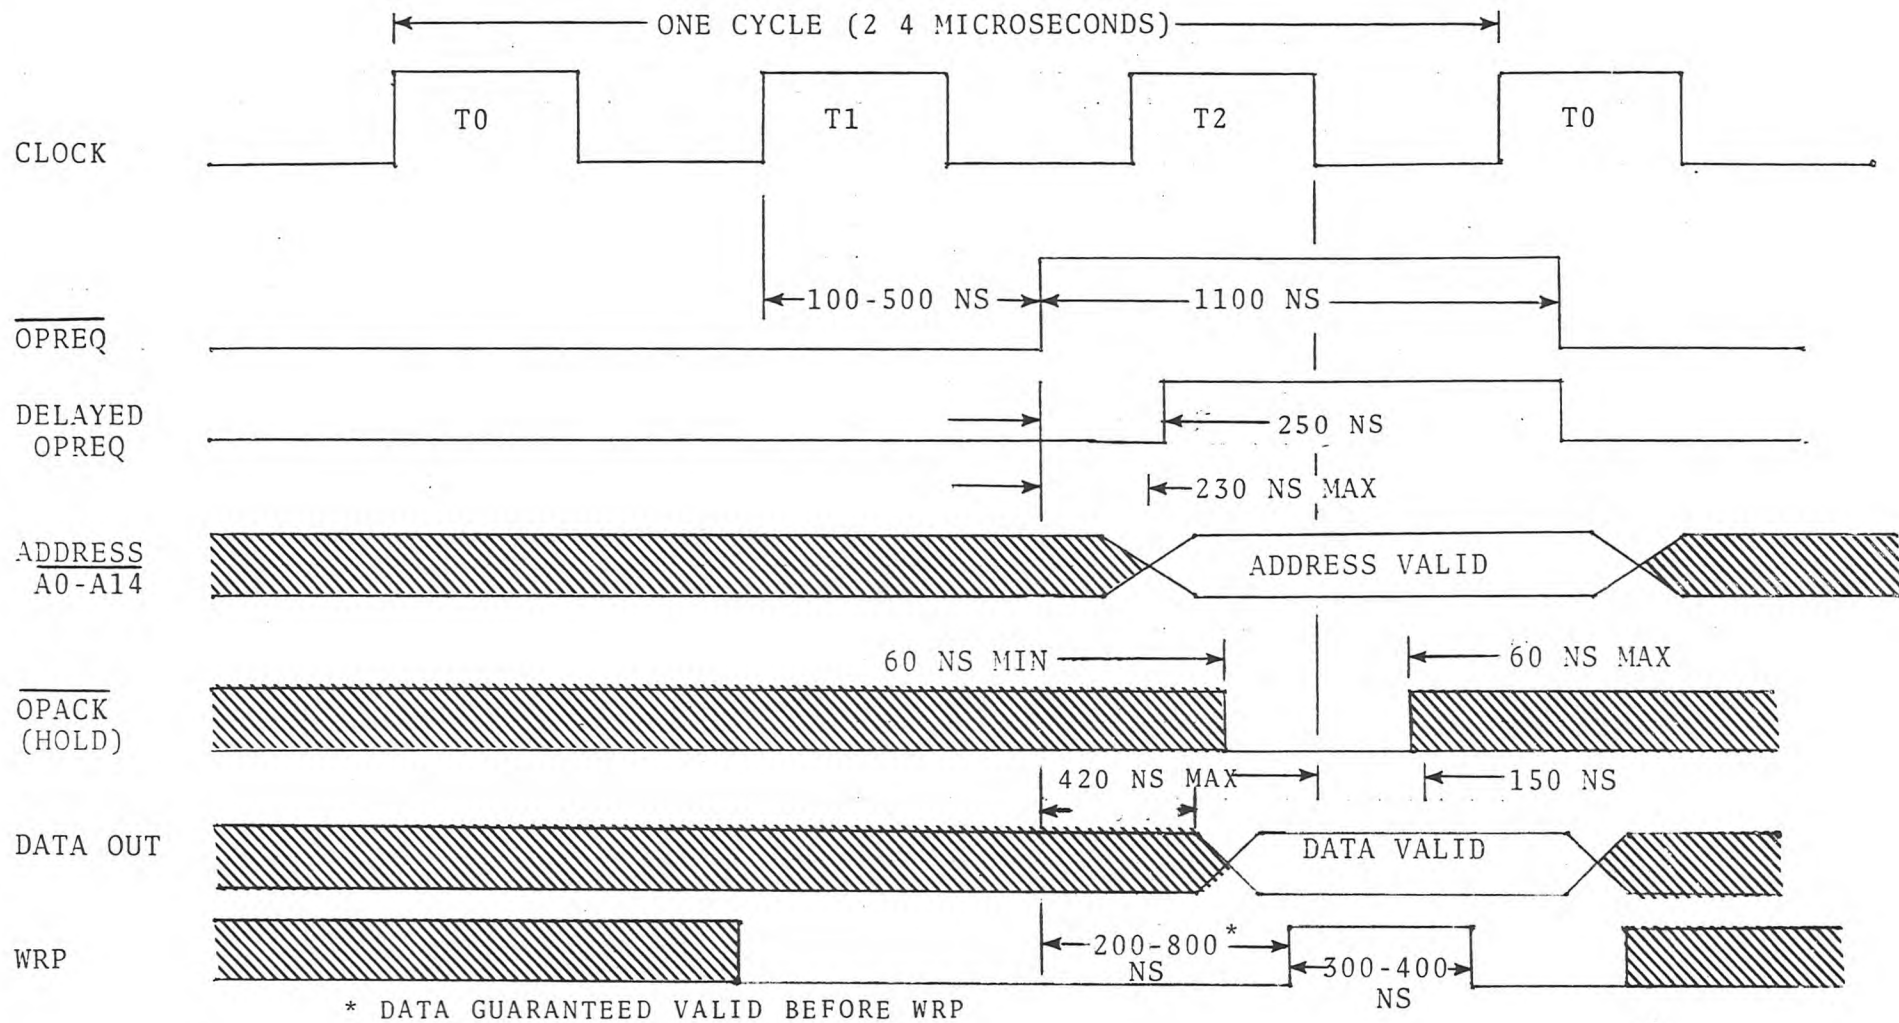 ONE CYCLE (2 4 MICROSECONDS)
CLOCK
T0
T1
T2
T0
OPREQ
100-500 NS
1100 NS
DELAYED
OPREQ
250 NS
230 NS MAX
ADDRESS
A0-A14
ADDRESS VALID
60 NS MIN
60 NS MAX
OPACK
(HOLD)
420 NS MAX
150 NS
DATA OUT
DATA VALID
WRP
200-800*
NS
300-400
NS
* DATA GUARANTEED VALID BEFORE WRP